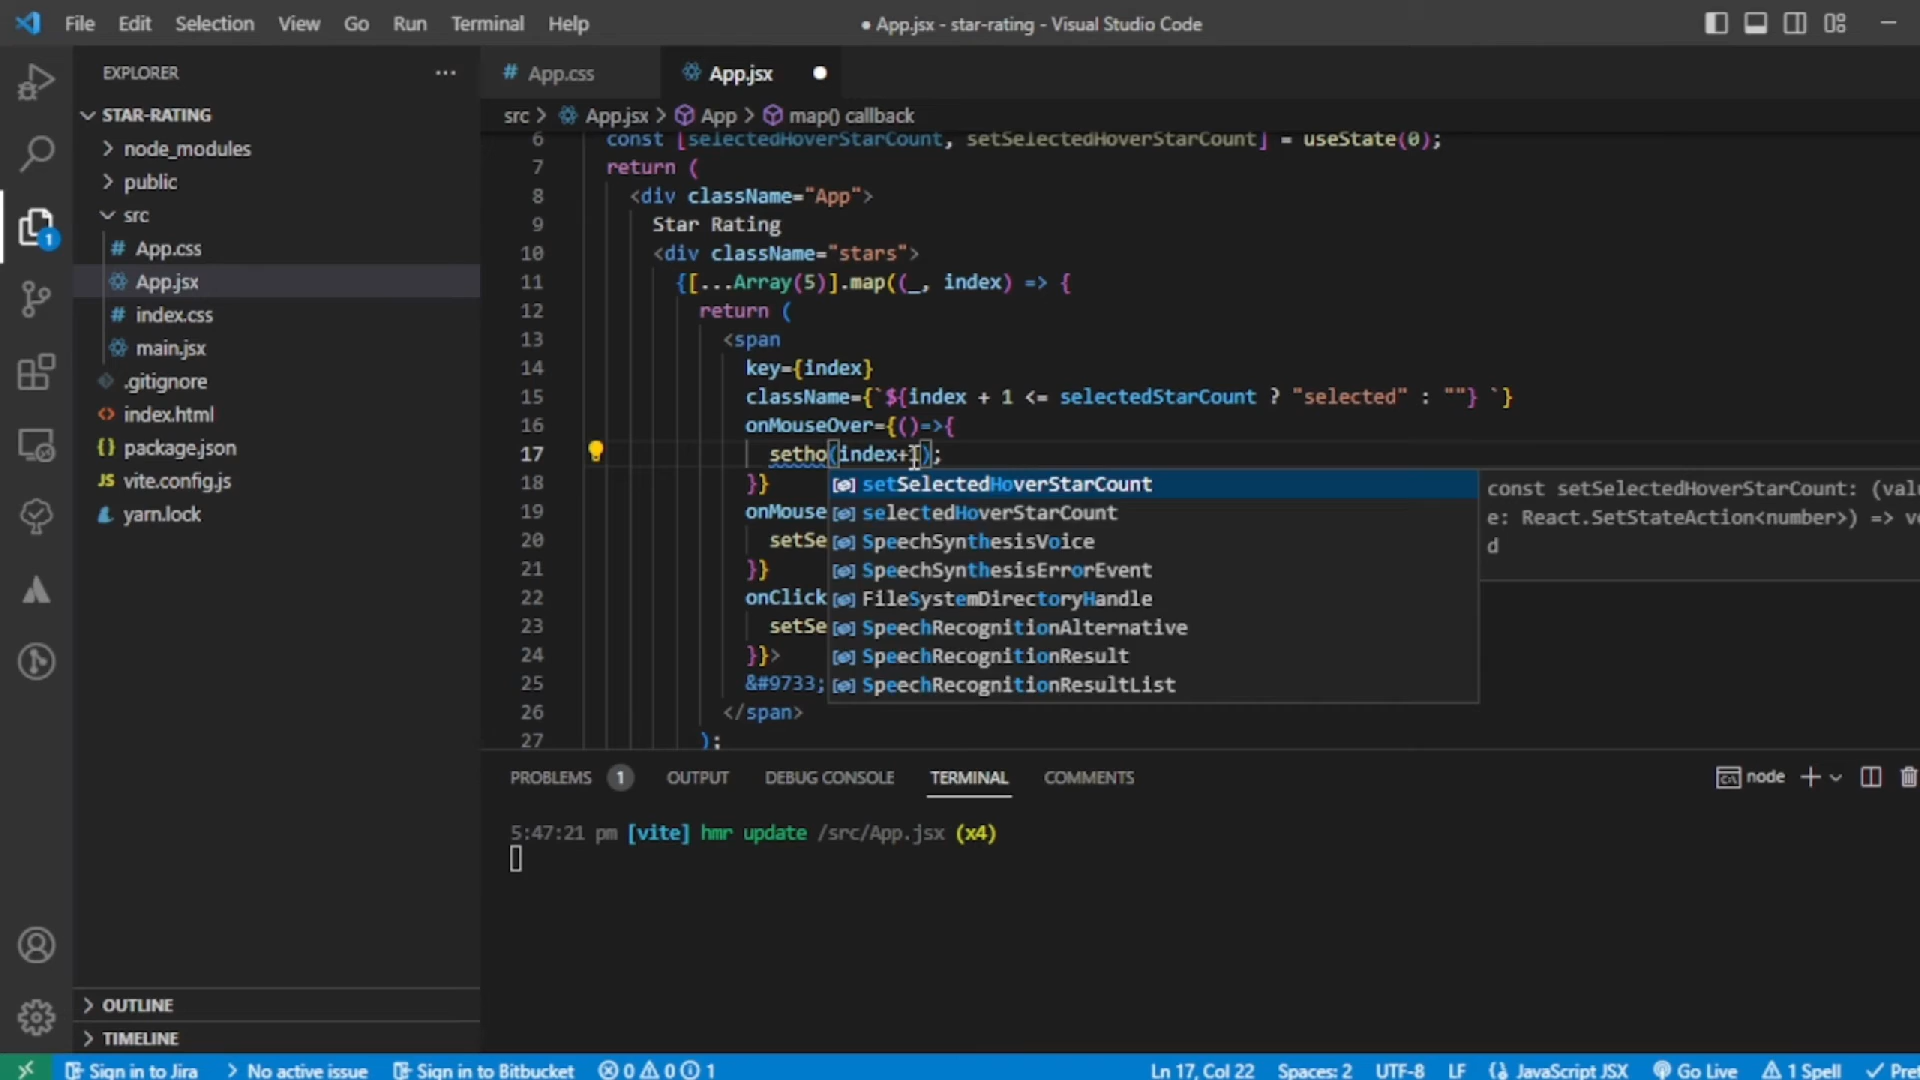 File Edit Selection View Go Run Terminal Help
● App.jsx - star-rating - Visual Studio Code
EXPLORER ···
STAR-RATING
node_modules
public
src
# App.css
App.jsx
# index.css
main.jsx
.gitignore
<> index.html
{} package.json
JS vite.config.js
yarn.lock
OUTLINE
TIMELINE
1
# App.css
App.jsx
src > App.jsx > App > map() callback
6 const [selectedHoverStarCount, setSelectedHoverStarCount] = useState(0);
7 return (
8 <div className="App">
9 Star Rating
10 <div className="stars">
11 {[...Array(5)].map((_, index) => {
12 return (
13 <span
14 key={index}
15 className={`${index + 1 <= selectedStarCount ? "selected" : ""} `}
16 onMouseOver={()=>{
17 setho(index+1);
18 }}
19 onMouse
20 setSe
21 }}
22 onClick
23 setSe
24 }}>
25 &#9733;
26 </span>
27 );
setSelectedHoverStarCount
selectedHoverStarCount
SpeechSynthesisVoice
SpeechSynthesisErrorEvent
FileSystemDirectoryHandle
SpeechRecognitionAlternative
SpeechRecognitionResult
SpeechRecognitionResultList
const setSelectedHoverStarCount: (valu
e: React.SetStateAction<number>) => vo
d
PROBLEMS 1 OUTPUT DEBUG CONSOLE TERMINAL COMMENTS
node
5:47:21 pm [vite] hmr update /src/App.jsx (x4)
Sign in to Jira > No active issue Sign in to Bitbucket 0 0 1
Ln 17, Col 22 Spaces: 2 UTF-8 LF {} JavaScript JSX Go Live 1 Spell Pret